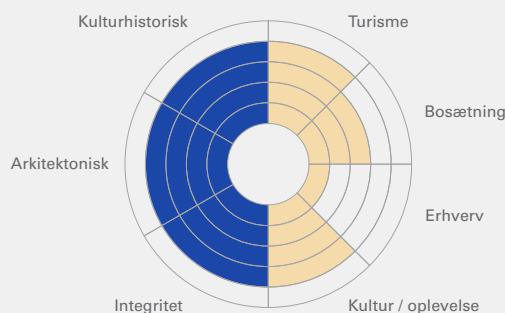 Kulturhistorisk
Turisme
Bosætning
Arkitektonisk
Erhverv
Integritet
Kultur / oplevelse